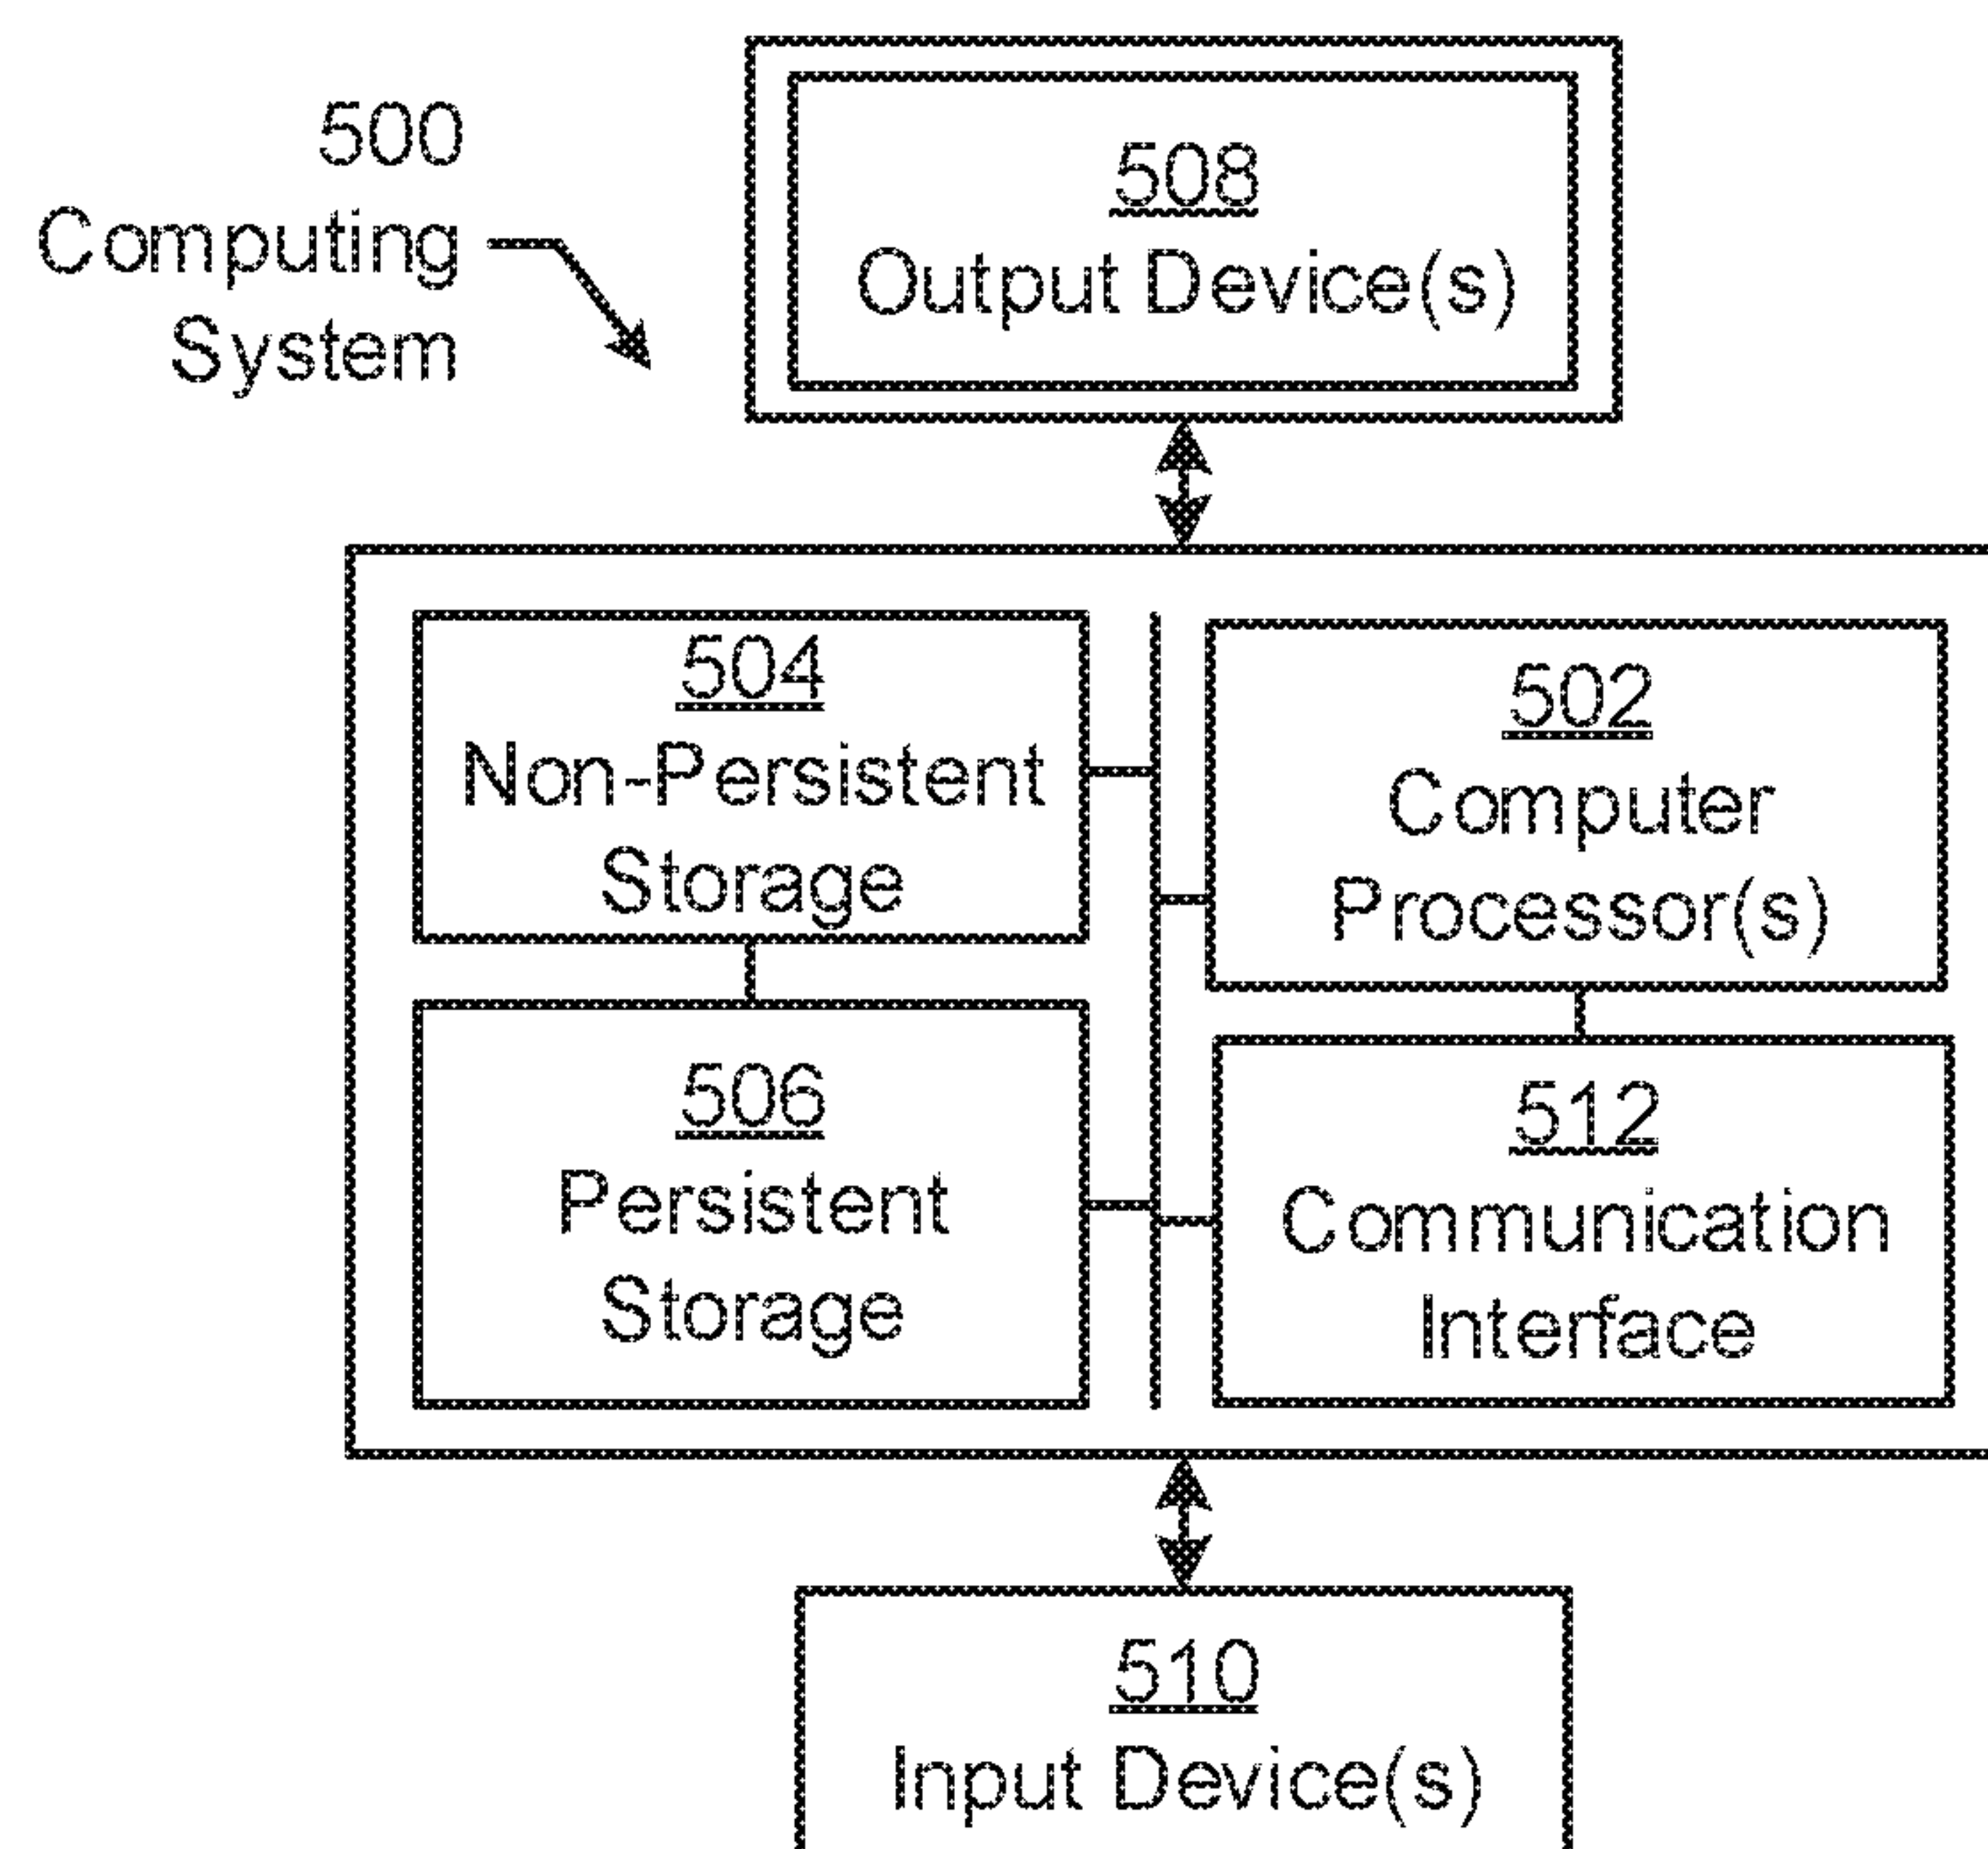 500
Computing
System
508
Output Device(s)
504
Non-Persistent
Storage
502
Computer
Processor(s)
506
Persistent
Storage
512
Communication
Interface
510
Input Device(s)